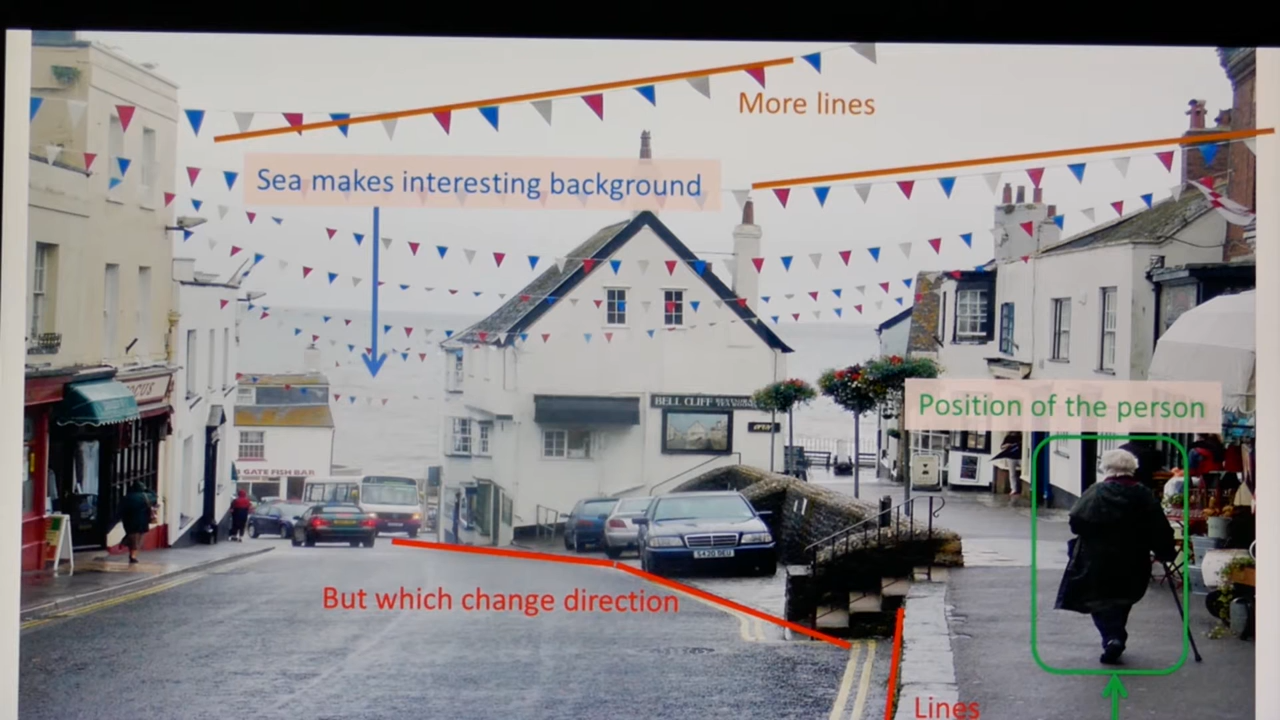 More lines
Sea makes interesting background
Position of the person
BELL CLIFF
GATE FISH BAR
OPEN
But which change direction
Lines